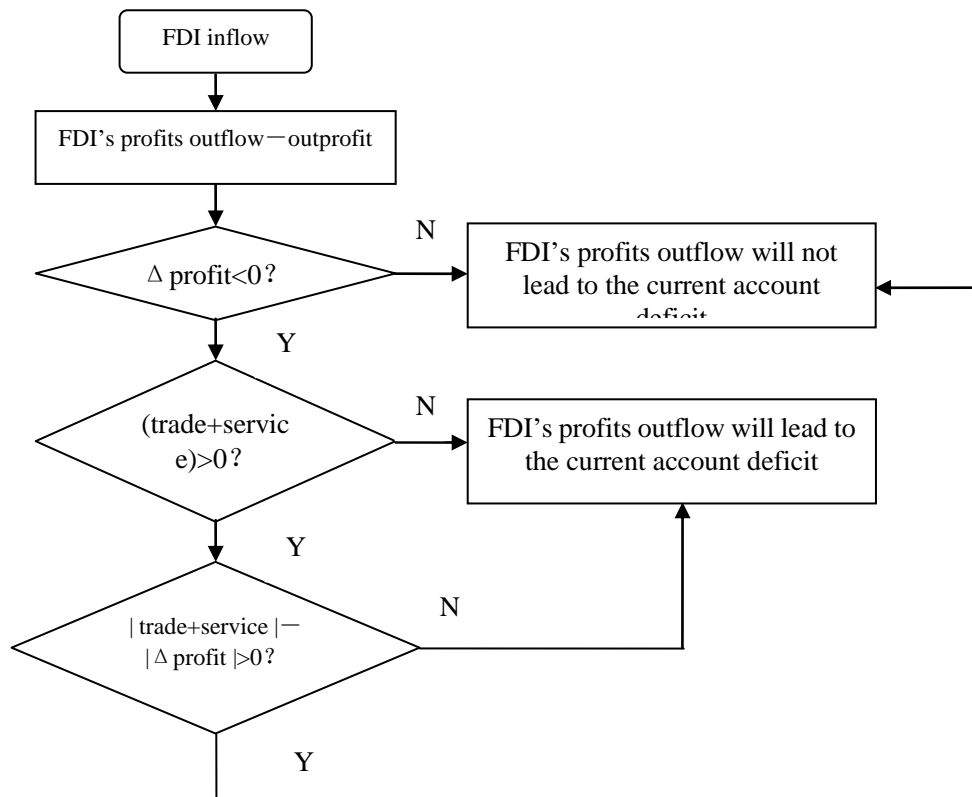 FDI inflow
FDI's profits outflow－outprofit
N
Δ profit<0？
FDI's profits outflow will not
lead to the current account
deficit
Y
N
(trade+servic
e)>0？
FDI's profits outflow will lead to
the current account deficit
Y
N
| trade+service |－
| Δ profit |>0？
Y